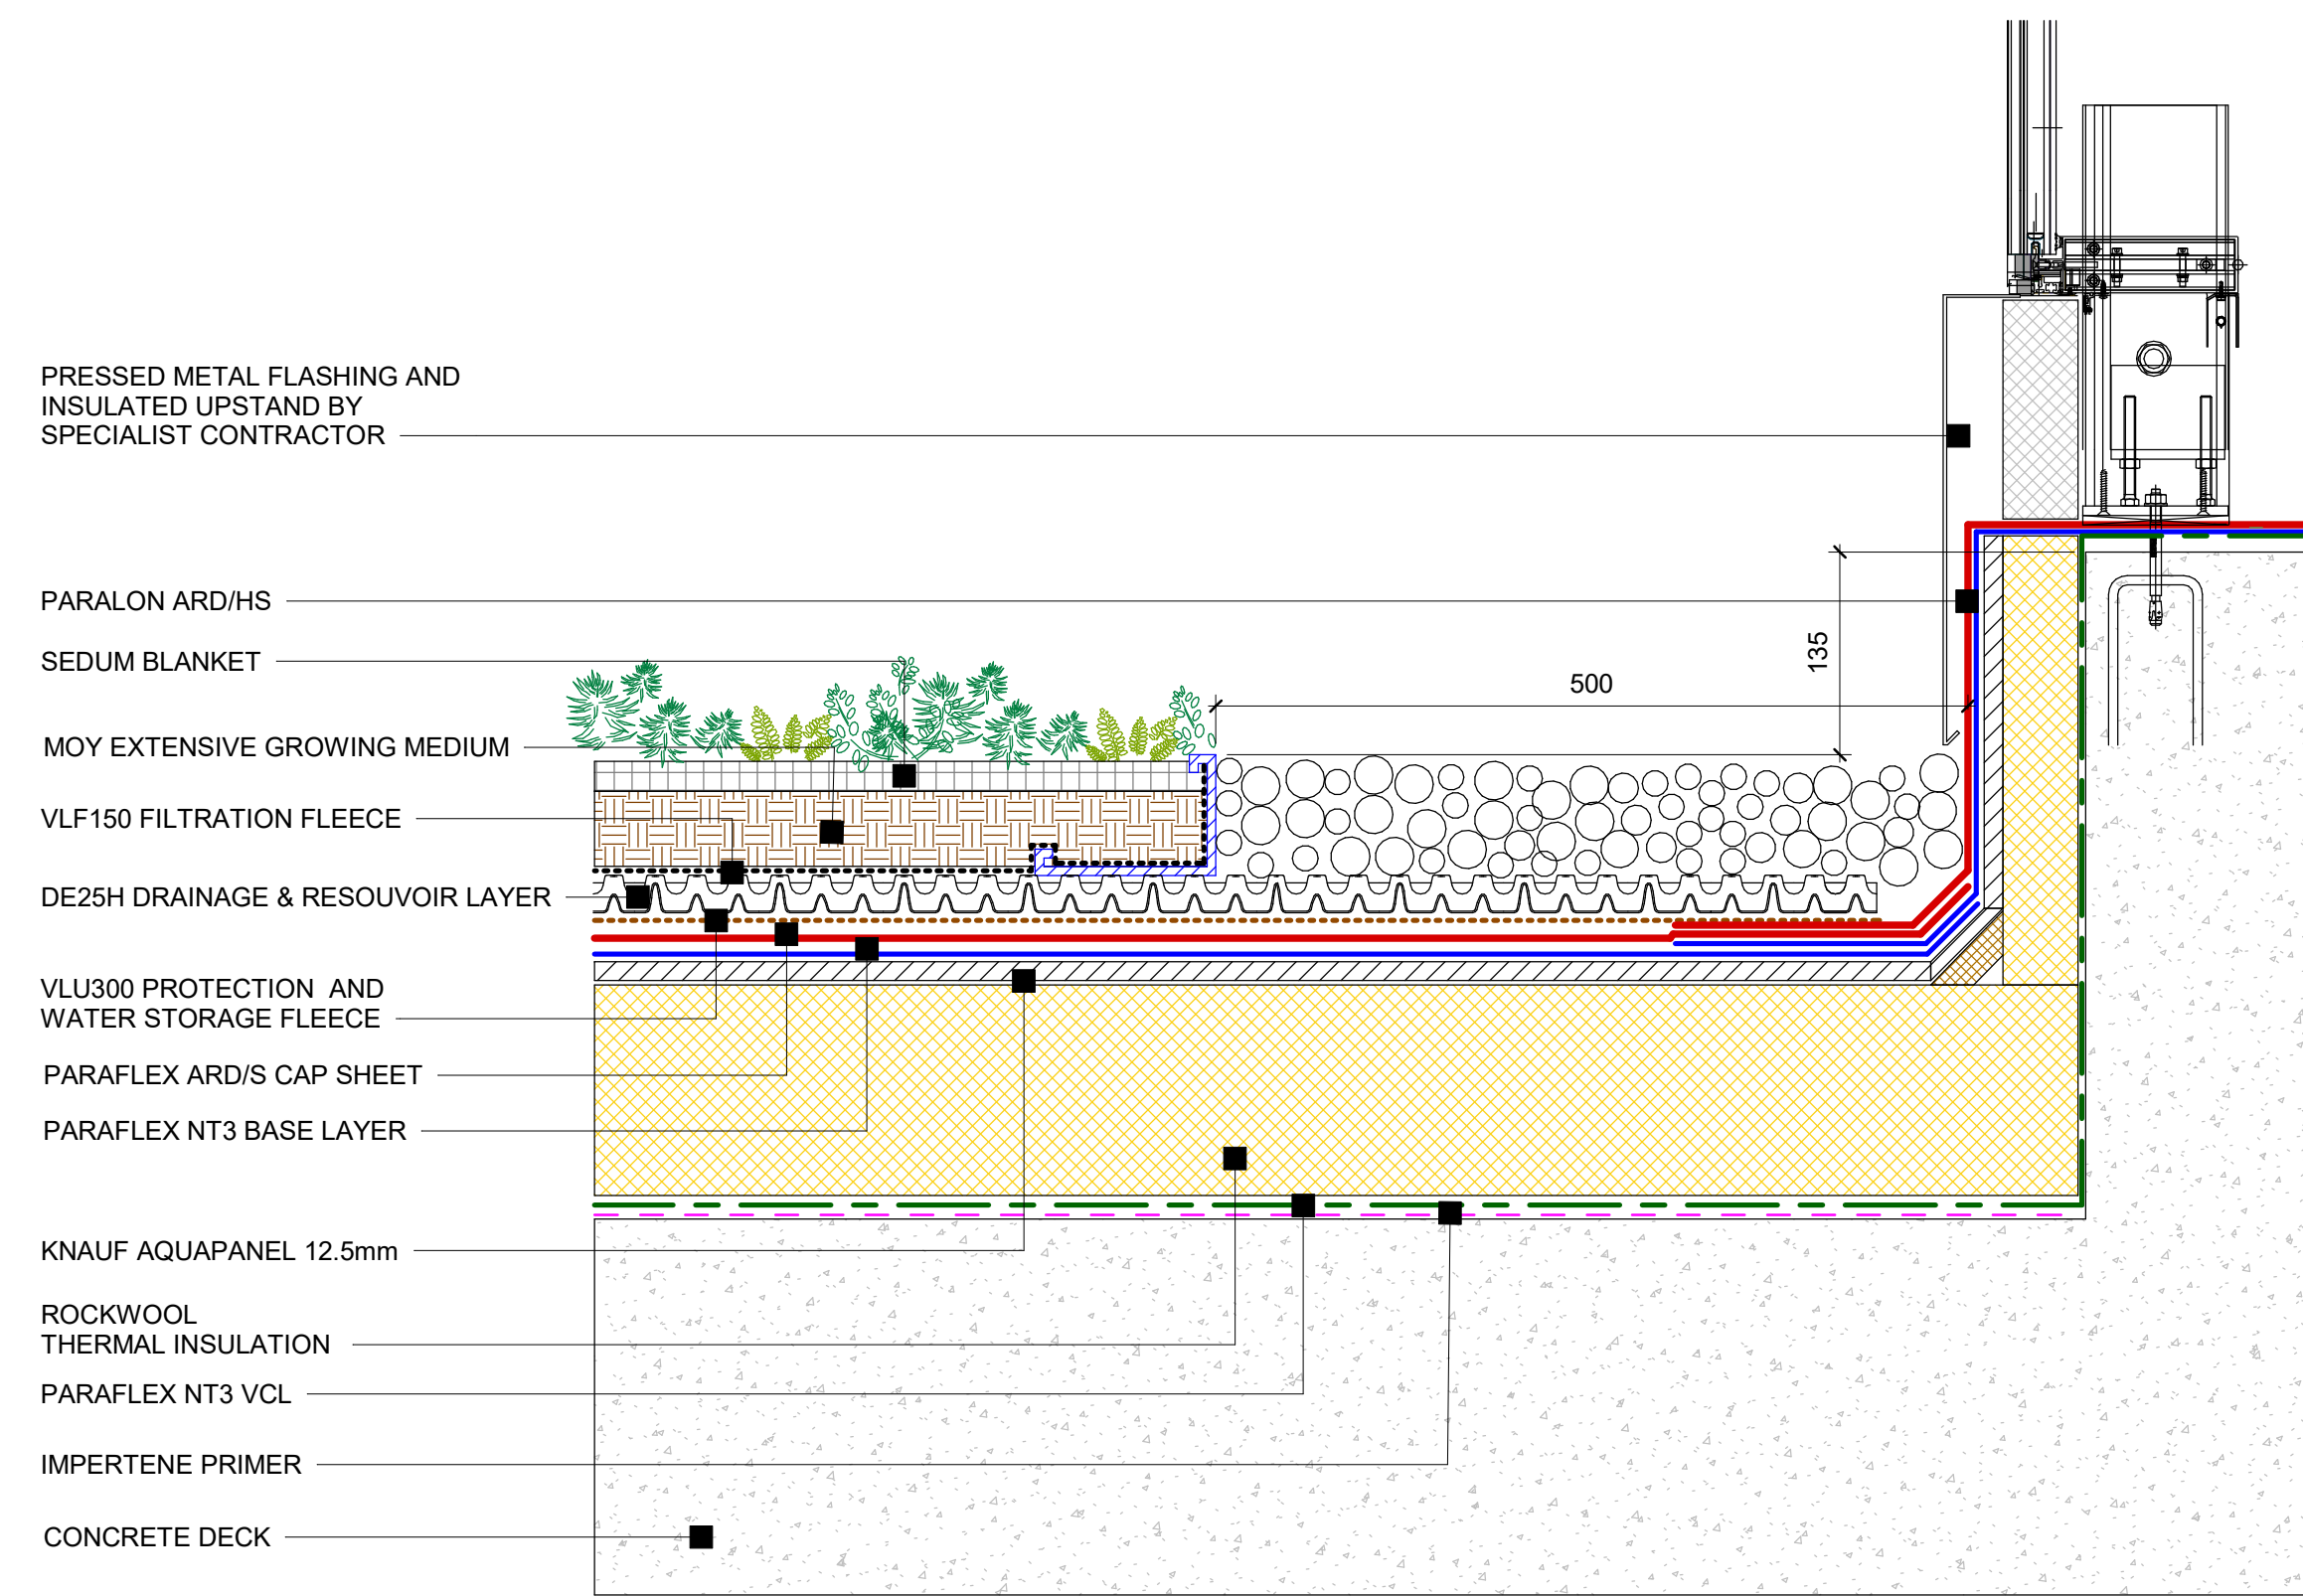 PRESSED METAL FLASHING AND
INSULATED UPSTAND BY
SPECIALIST CONTRACTOR
PARALON ARD/HS
SEDUM BLANKET
135
500
MOY EXTENSIVE GROWING MEDIUM
VLF150 FILTRATION FLEECE
DE25H DRAINAGE & RESOUVOIR LAYER
VLU300 PROTECTION AND
WATER STORAGE FLEECE
PARAFLEX ARD/S CAP SHEET
PARAFLEX NT3 BASE LAYER
KNAUF AQUAPANEL 12.5mm
ROCKWOOL
THERMAL INSULATION
PARAFLEX NT3 VCL
IMPERTENE PRIMER
CONCRETE DECK